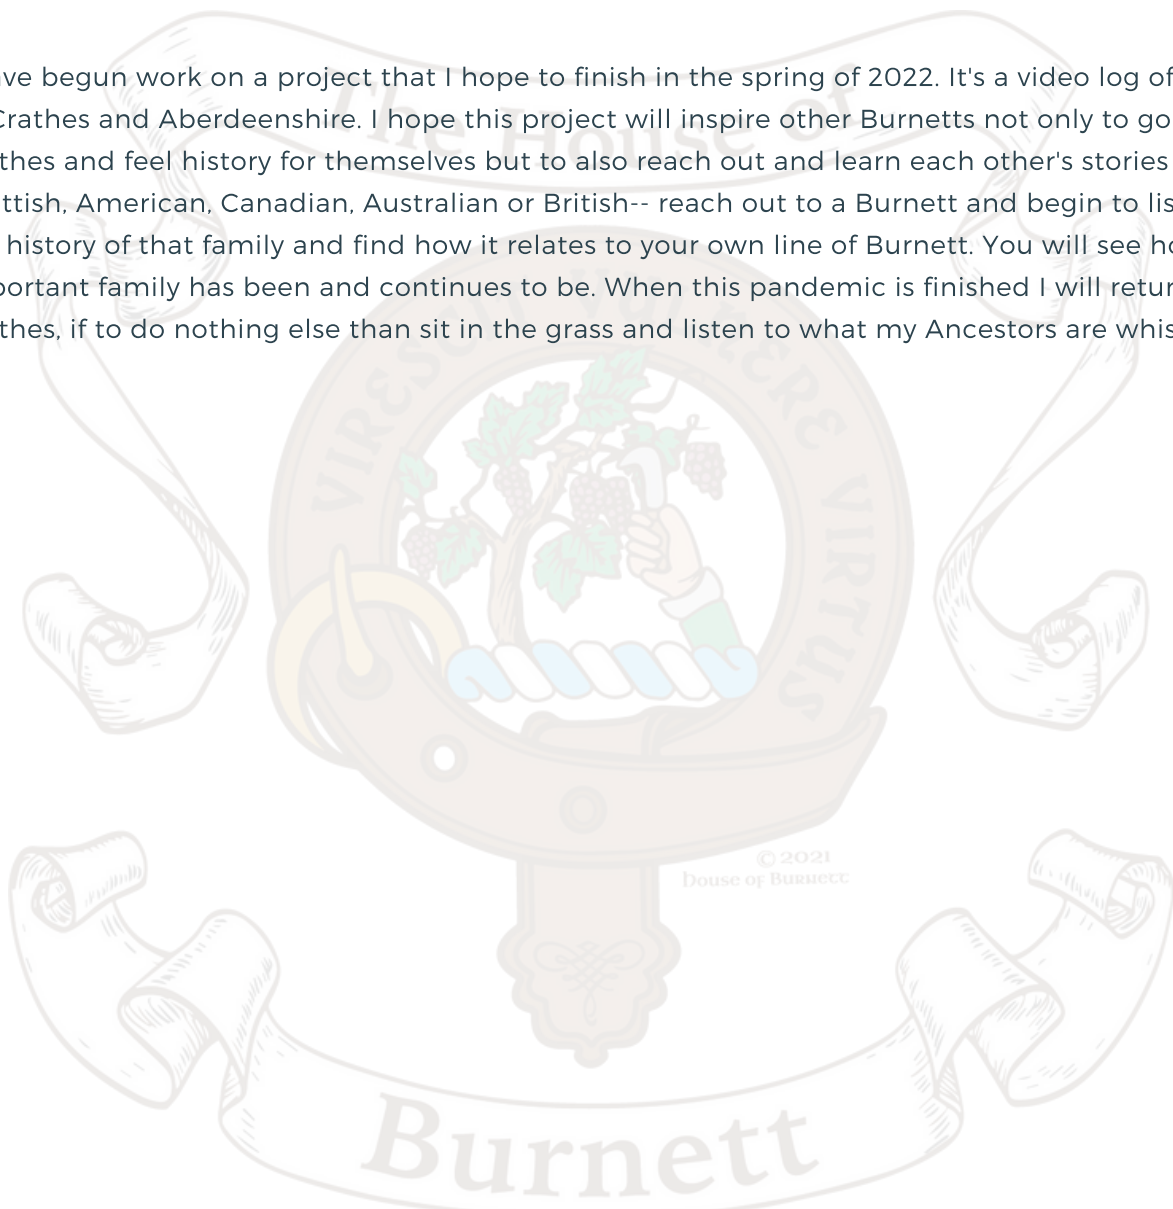 The House of
ve begun work on a project that I hope to finish in the spring of 2022. It's a video log of
Crathes and Aberdeenshire. I hope this project will inspire other Burnetts not only to go
thes and feel history for themselves but to also reach out and learn each other's stories
ttish, American, Canadian, Australian or British-- reach out to a Burnett and begin to lis
history of that family and find how it relates to your own line of Burnett. You will see ho
portant family has been and continues to be. When this pandemic is finished I will retur
thes, if to do nothing else than sit in the grass and listen to what my Ancestors are whis
VIRESCIT VULNERE VIRTUS
© 2021
House of Burnett
Burnett